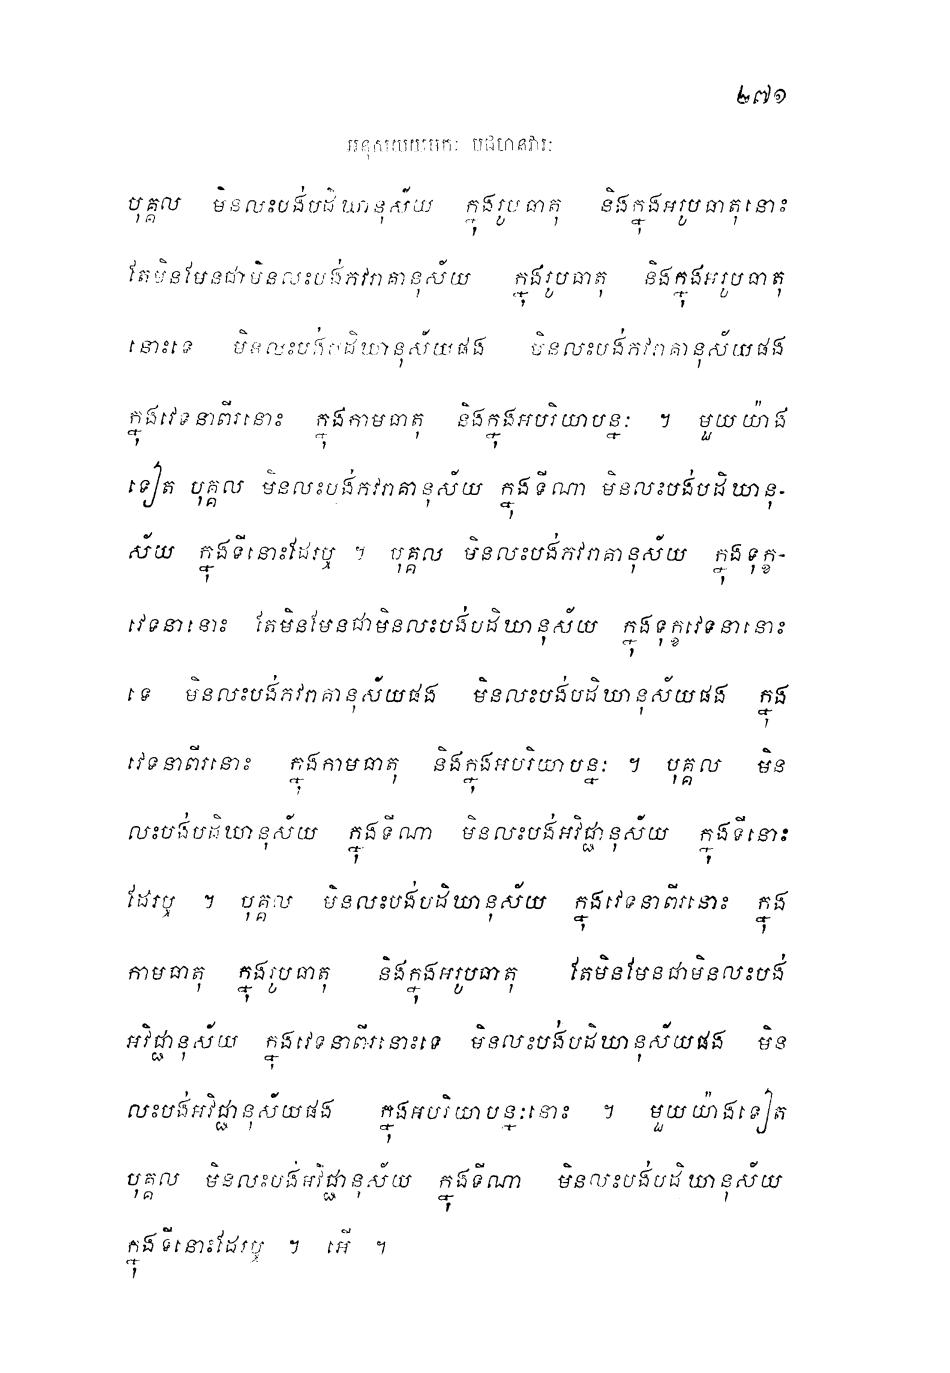 ២៧១
អនុសយយមកៈ បជហនវារៈ
បុគ្គល មិនលះបង់បដិឃានុស័យ ក្នុងរូបធាតុ និងក្នុងអរូបធាតុនោះ
តែមិនមែនជាមិនលះបង់ភវរាគានុស័យ ក្នុងរូបធាតុ និងក្នុងអរូបធាតុ
នោះទេ មិនលះបង់បដិឃានុស័យផង មិនលះបង់ភវរាគានុស័យផង
ក្នុងវេទនាពីរនោះ ក្នុងកាមធាតុ និងក្នុងអបរិយាបន្នៈ ។ មួយយ៉ាង
ទៀត បុគ្គល មិនលះបង់ភវរាគានុស័យ ក្នុងទីណា មិនលះបង់បដិឃានុ-
ស័យ ក្នុងទីនោះដែរឬ ។ បុគ្គល មិនលះបង់ភវរាគានុស័យ ក្នុងទុក្ខ-
វេទនានោះ តែមិនមែនជាមិនលះបង់បដិឃានុស័យ ក្នុងទុក្ខវេទនានោះ
ទេ មិនលះបង់ភវរាគានុស័យផង មិនលះបង់បដិឃានុស័យផង ក្នុង
វេទនាពីរនោះ ក្នុងកាមធាតុ និងក្នុងអបរិយាបន្នៈ ។ បុគ្គល មិន
លះបង់បដិឃានុស័យ ក្នុងទីណា មិនលះបង់អវិជ្ជានុស័យ ក្នុងទីនោះ
ដែរឬ ។ បុគ្គល មិនលះបង់បដិឃានុស័យ ក្នុងវេទនាពីរនោះ ក្នុង
កាមធាតុ ក្នុងរូបធាតុ និងក្នុងអរូបធាតុ តែមិនមែនជាមិនលះបង់
អវិជ្ជានុស័យ ក្នុងវេទនាពីរនោះទេ មិនលះបង់បដិឃានុស័យផង មិន
លះបង់អវិជ្ជានុស័យផង ក្នុងអបរិយាបន្នៈនោះ ។ មួយយ៉ាងទៀត
បុគ្គល មិនលះបង់អវិជ្ជានុស័យ ក្នុងទីណា មិនលះបង់បដិឃានុស័យ
ក្នុងទីនោះដែរឬ ។ អើ ។